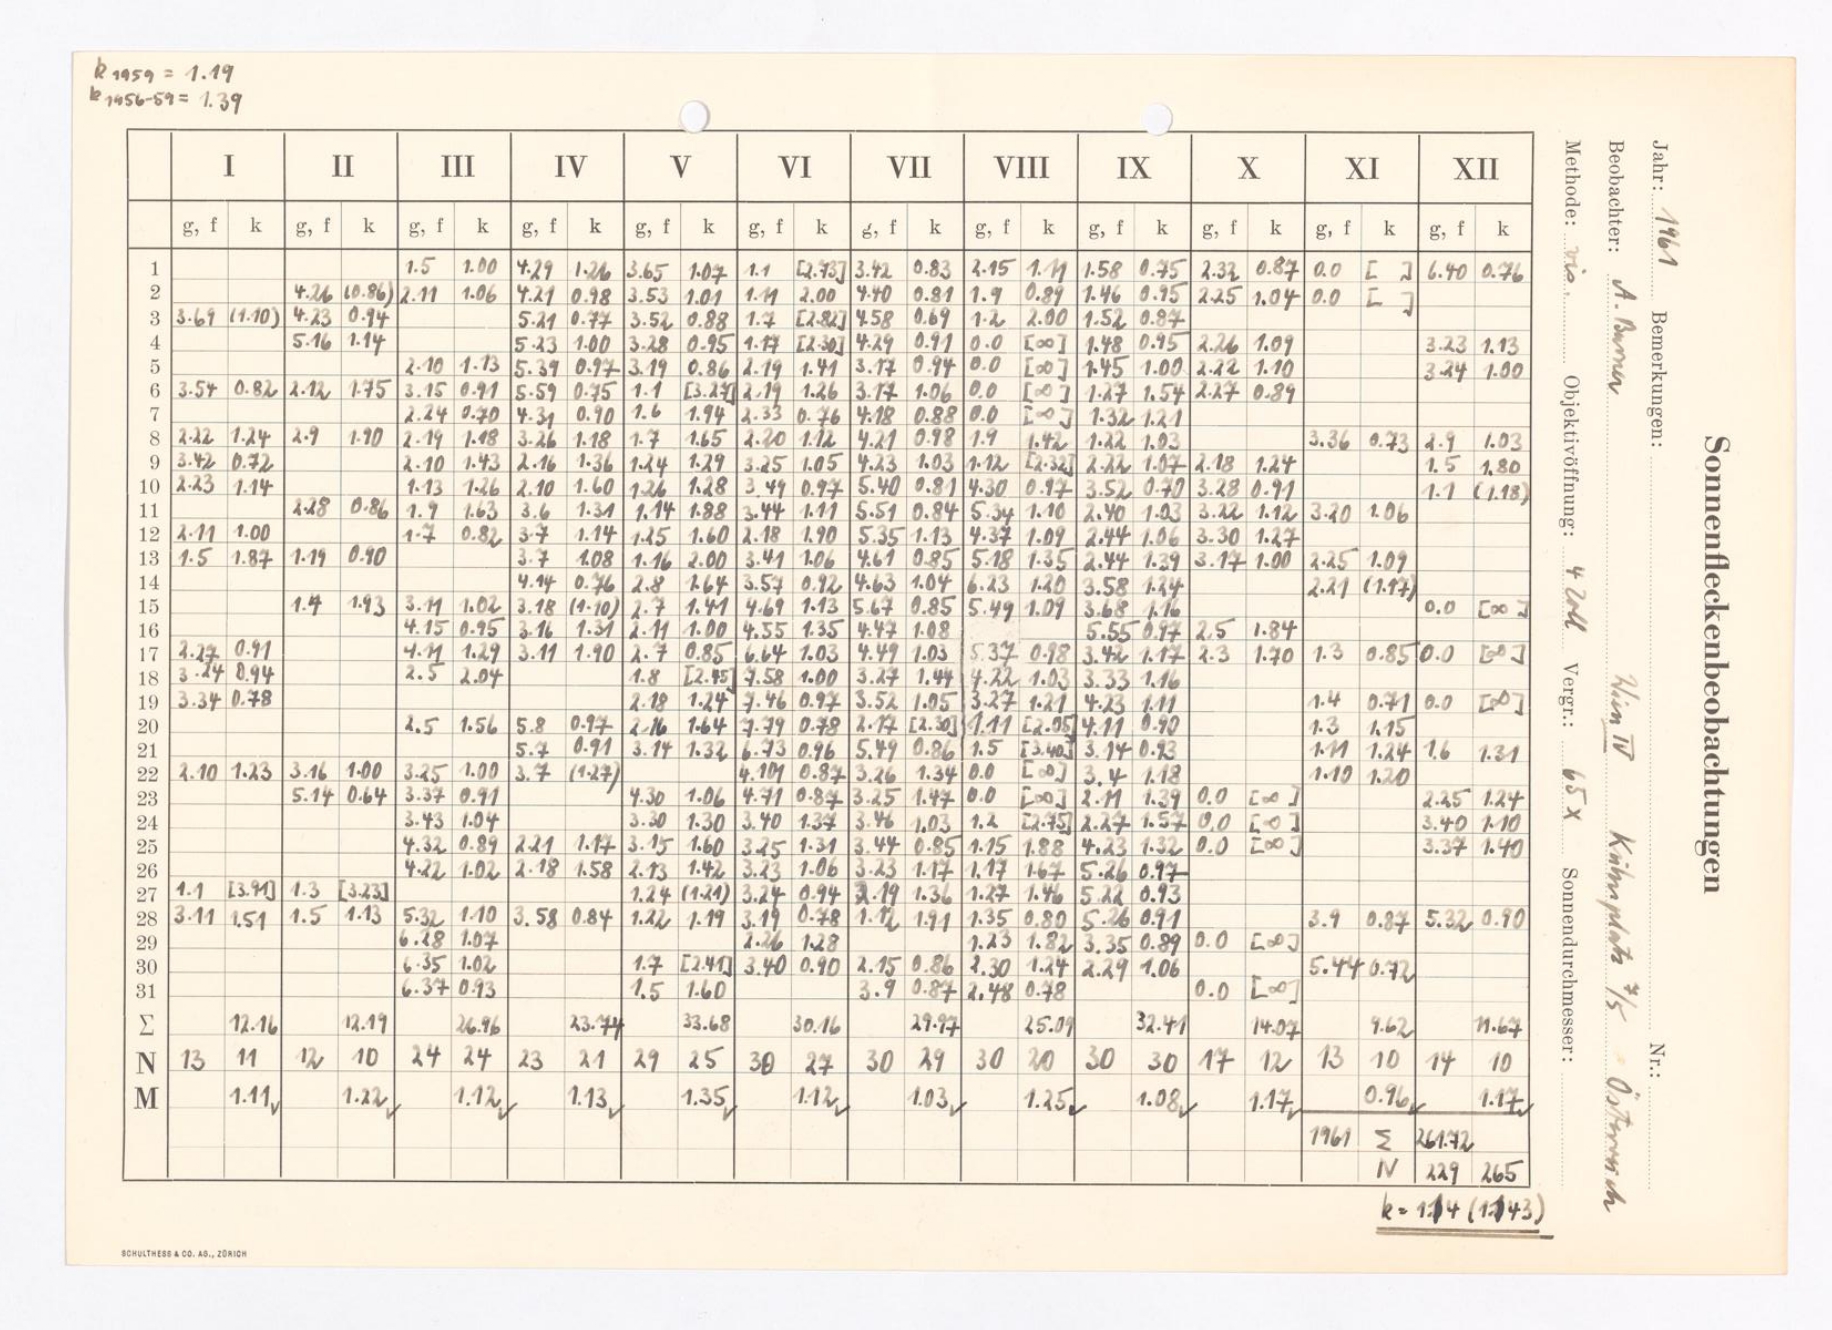 k 1959 = 1.19
k 1956-59 = 1.39
I II III IV V VI VII VIII IX X XI XII
g, f k g, f k g, f k g, f k g, f k g, f k g, f k g, f k g, f k g, f k g, f k g, f k
1 1.5 1.00 4.29 1.26 3.65 1.07 1.1 [2.73] 3.42 0.83 2.15 1.11 1.58 0.75 2.32 0.87 0.0 [ ] 6.40 0.76
2 4.26 (0.86) 2.11 1.06 4.21 0.98 3.53 1.01 1.11 2.00 4.40 0.81 1.9 0.89 1.46 0.95 2.25 1.04 0.0 [ ]
3 3.69 (1.10) 4.23 0.94 5.21 0.77 3.52 0.88 1.7 [2.82] 4.58 0.69 1.2 2.00 1.52 0.87
4 5.16 1.14 5.23 1.00 3.28 0.95 1.17 [2.30] 4.29 0.91 0.0 [∞] 1.48 0.95 2.26 1.09 3.23 1.13
5 2.10 1.13 5.39 0.97 3.19 0.86 2.19 1.41 3.17 0.94 0.0 [∞] 1.45 1.00 2.22 1.10 3.24 1.00
6 3.54 0.82 2.12 1.75 3.15 0.91 5.59 0.75 1.1 [3.27] 2.19 1.26 3.17 1.06 0.0 [∞] 1.27 1.54 2.27 0.89
7 2.24 0.70 4.31 0.90 1.6 1.94 2.33 0.76 4.18 0.88 0.0 [∞] 1.32 1.21
8 2.22 1.24 2.9 1.90 2.19 1.18 3.26 1.18 1.7 1.65 2.20 1.12 4.21 0.98 1.9 1.42 1.22 1.03 3.36 0.73 2.9 1.03
9 3.42 0.72 2.10 1.43 2.16 1.36 1.24 1.29 3.25 1.05 4.23 1.03 1.12 [2.32] 2.22 1.07 2.18 1.24 1.5 1.80
10 2.23 1.14 1.13 1.26 2.10 1.60 1.26 1.28 3.49 0.97 5.40 0.81 4.30 0.97 3.52 0.70 3.28 0.91 1.1 (1.18)
11 2.28 0.86 1.9 1.63 3.6 1.31 1.14 1.88 3.44 1.11 5.51 0.84 5.34 1.10 2.40 1.03 3.22 1.12 3.20 1.06
12 2.11 1.00 1.7 0.82 3.7 1.14 1.25 1.60 2.18 1.90 5.35 1.13 4.37 1.09 2.44 1.06 3.30 1.27
13 1.5 1.87 1.19 0.90 3.7 1.08 1.16 2.00 3.41 1.06 4.61 0.85 5.18 1.35 2.44 1.39 3.17 1.00 2.25 1.09
14 4.14 0.76 2.8 1.64 3.57 0.92 4.63 1.04 6.23 1.20 3.58 1.24 2.21 (1.17)
15 1.4 1.93 3.11 1.02 3.18 (1.10) 2.7 1.41 4.69 1.13 5.67 0.85 5.49 1.09 3.68 1.16 0.0 [∞]
16 4.15 0.95 3.16 1.31 2.11 1.00 4.55 1.35 4.47 1.08 5.55 0.97 2.5 1.84
17 2.27 0.91 4.11 1.29 3.11 1.90 2.7 0.85 6.64 1.03 4.49 1.03 5.37 0.98 3.42 1.17 2.3 1.70 1.3 0.85 0.0 [∞]
18 3.24 0.94 2.5 2.04 1.8 [2.45] 7.58 1.00 3.27 1.44 4.22 1.03 3.33 1.16
19 3.34 0.78 2.18 1.24 7.46 0.97 3.52 1.05 3.27 1.21 4.23 1.11 1.4 0.71 0.0 [∞]
20 2.5 1.56 5.8 0.97 2.16 1.64 7.79 0.78 2.17 [2.30] 1.11 [2.05] 4.11 0.90 1.3 1.15
21 5.7 0.91 3.14 1.32 6.73 0.96 5.49 0.86 1.5 [3.40] 3.14 0.93 1.11 1.24 1.6 1.31
22 2.10 1.23 3.16 1.00 3.25 1.00 3.7 (1.27) 4.101 0.87 3.26 1.34 0.0 [∞] 3.4 1.18 1.10 1.20
23 5.14 0.64 3.37 0.91 4.30 1.06 4.71 0.87 3.25 1.47 0.0 [∞] 2.11 1.39 0.0 [∞] 2.25 1.24
24 3.43 1.04 3.30 1.30 3.40 1.37 3.46 1.03 1.2 [2.75] 2.27 1.57 0.0 [∞] 3.40 1.10
25 4.32 0.89 2.21 1.17 3.15 1.60 3.25 1.31 3.44 0.85 1.15 1.88 4.23 1.32 0.0 [∞] 3.37 1.40
26 4.22 1.02 2.18 1.58 2.13 1.42 3.23 1.06 3.23 1.17 1.17 1.67 5.26 0.97
27 1.1 [3.91] 1.3 [3.23] 1.24 (1.21) 3.24 0.94 2.19 1.36 1.27 1.46 5.22 0.93
28 3.11 1.51 1.5 1.13 5.32 1.10 3.58 0.84 1.22 1.19 3.19 0.78 1.12 1.91 1.35 0.80 5.26 0.91 3.9 0.87 5.32 0.90
29 6.28 1.07 2.26 1.28 1.23 1.82 3.35 0.89 0.0 [∞]
30 6.35 1.02 1.7 [2.41] 3.40 0.90 2.15 0.86 2.30 1.24 2.29 1.06 5.44 0.72
31 6.37 0.93 1.5 1.60 3.9 0.87 2.48 0.78 0.0 [∞]
Σ 12.16 12.19 26.96 23.74 33.68 30.16 29.97 25.09 32.41 14.07 9.62 11.67
N 13 11 12 10 24 24 23 21 29 25 30 27 30 29 30 20 30 30 17 12 13 10 14 10
M 1.11 1.22 1.12 1.13 1.35 1.12 1.03 1.25 1.08 1.17 0.96 1.17
1961 Σ 261.72
N 229 265
k = 1.14 (1.143)
SCHULTHESS & CO. AG., ZÜRICH
Sonnenfleckenbeobachtungen
Jahr: 1961 Bemerkungen: Nr.:
Beobachter: A. Wien IV Kühnplatz 7/5 - Österreich
Methode: vis. Objektivöffnung: 4 Zoll Vergr.: 65 x Sonnendurchmesser: